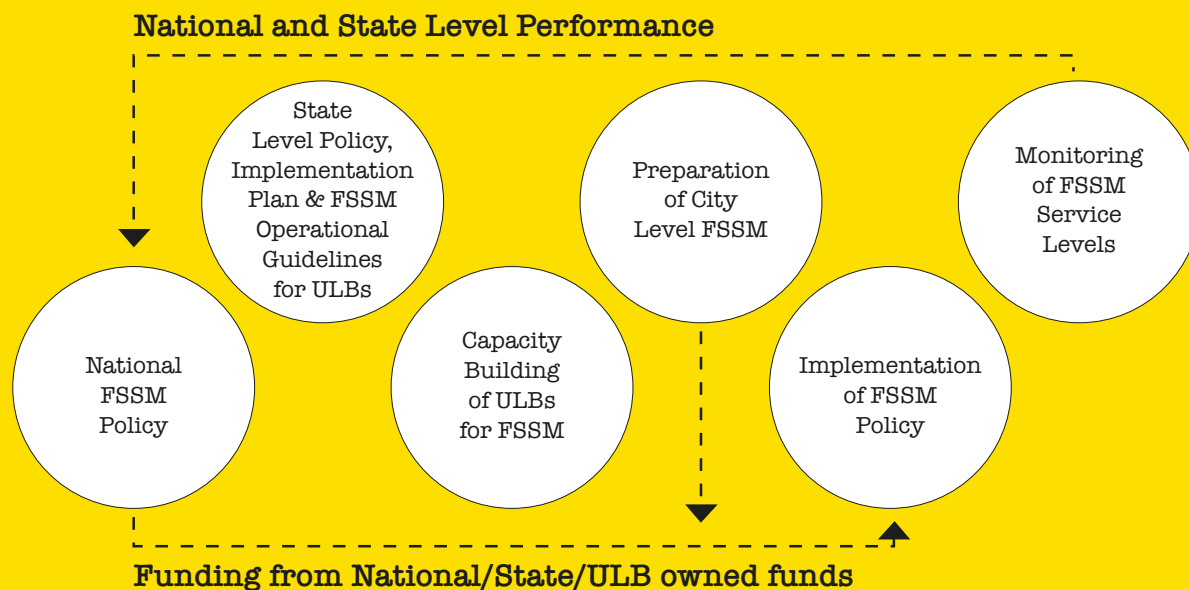 National and State Level Performance
State
Level Policy,
Implementation
Plan & FSSM
Operational
Guidelines
for ULBs
Preparation
of City
Level FSSM
Monitoring
of FSSM
Service
Levels
National
FSSM
Policy
Capacity
Building
of ULBs
for FSSM
Implementation
of FSSM
Policy
Funding from National/State/ULB owned funds